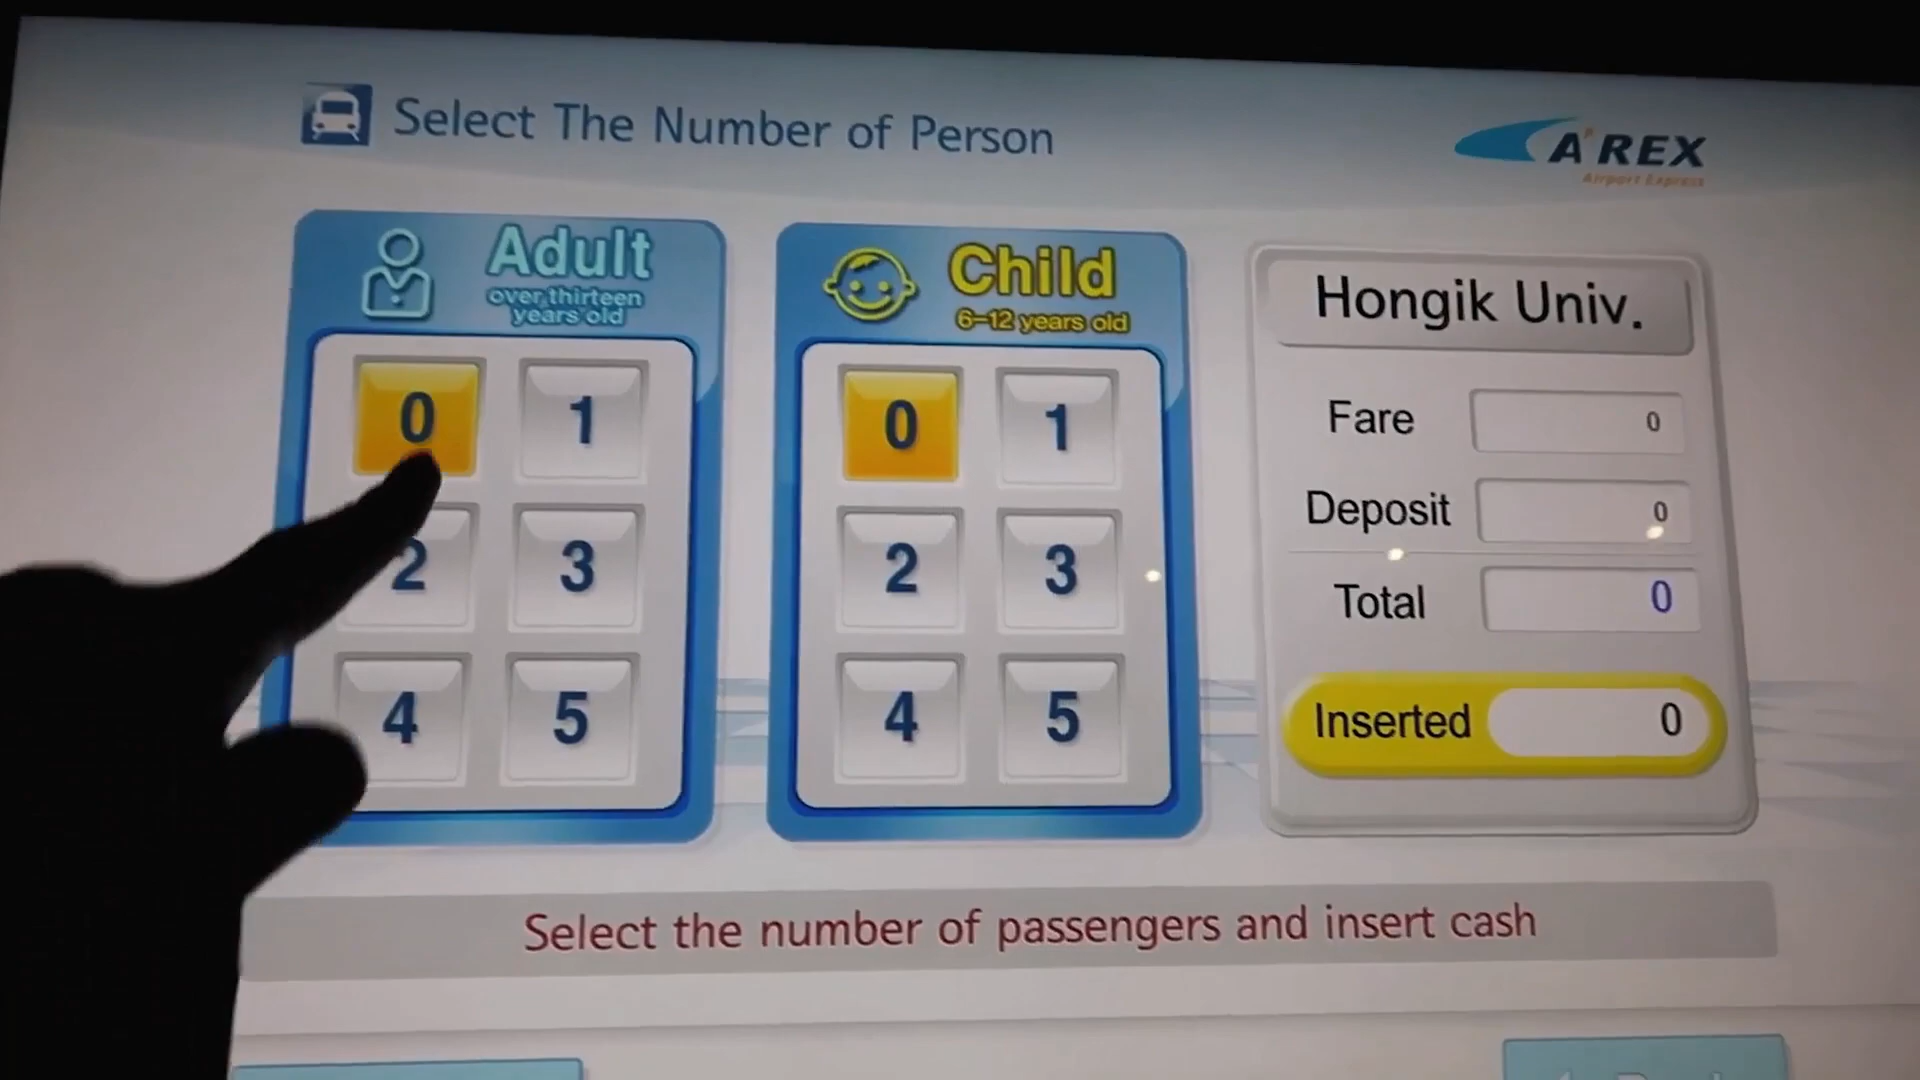 Select The Number of Person
A'REX
Airport Express
Adult
over thirteen
years old
0 1
2 3
4 5
Child
6-12 years old
0 1
2 3
4 5
Hongik Univ.
Fare 0
Deposit 0
Total 0
Inserted 0
Select the number of passengers and insert cash